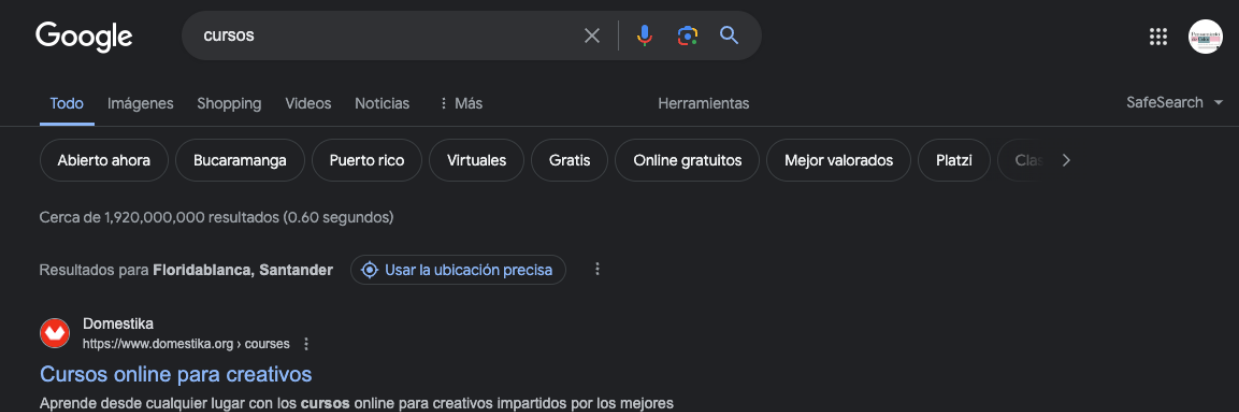 Google
cursos
Todo Imágenes Shopping Videos Noticias Más Herramientas SafeSearch
Abierto ahora Bucaramanga Puerto rico Virtuales Gratis Online gratuitos Mejor valorados Platzi
Cerca de 1,920,000,000 resultados (0.60 segundos)
Resultados para Floridablanca, Santander Usar la ubicación precisa
Domestika
https://www.domestika.org › courses
Cursos online para creativos
Aprende desde cualquier lugar con los cursos online para creativos impartidos por los mejores